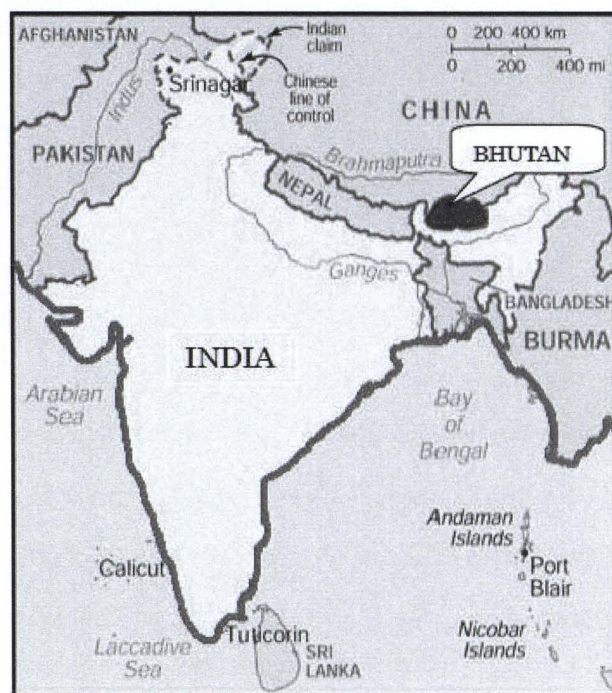 AFGHANISTAN
Indian
claim
0 200 400 km
0 200 400 mi
Srinagar
Chinese
line of
control
Indus
CHINA
PAKISTAN
Brahmaputra
BHUTAN
NEPAL
Ganges
BANGLADESH
BURMA
INDIA
Arabian
Sea
Bay
of
Bengal
Andaman
Islands
Port
Blair
Calicut
Tuticorin
Nicobar
Islands
Laccadive
Sea
SRI
LANKA